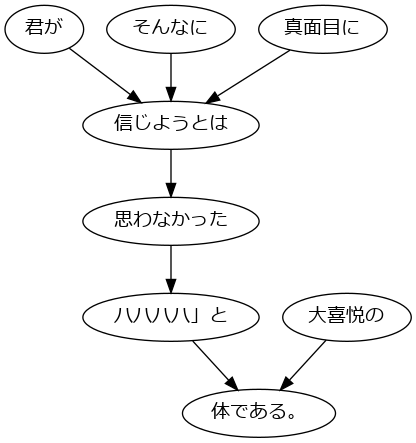 君が
そんなに
真面目に
信じようとは
思わなかった
ハハハハ」と
大喜悦の
体である。